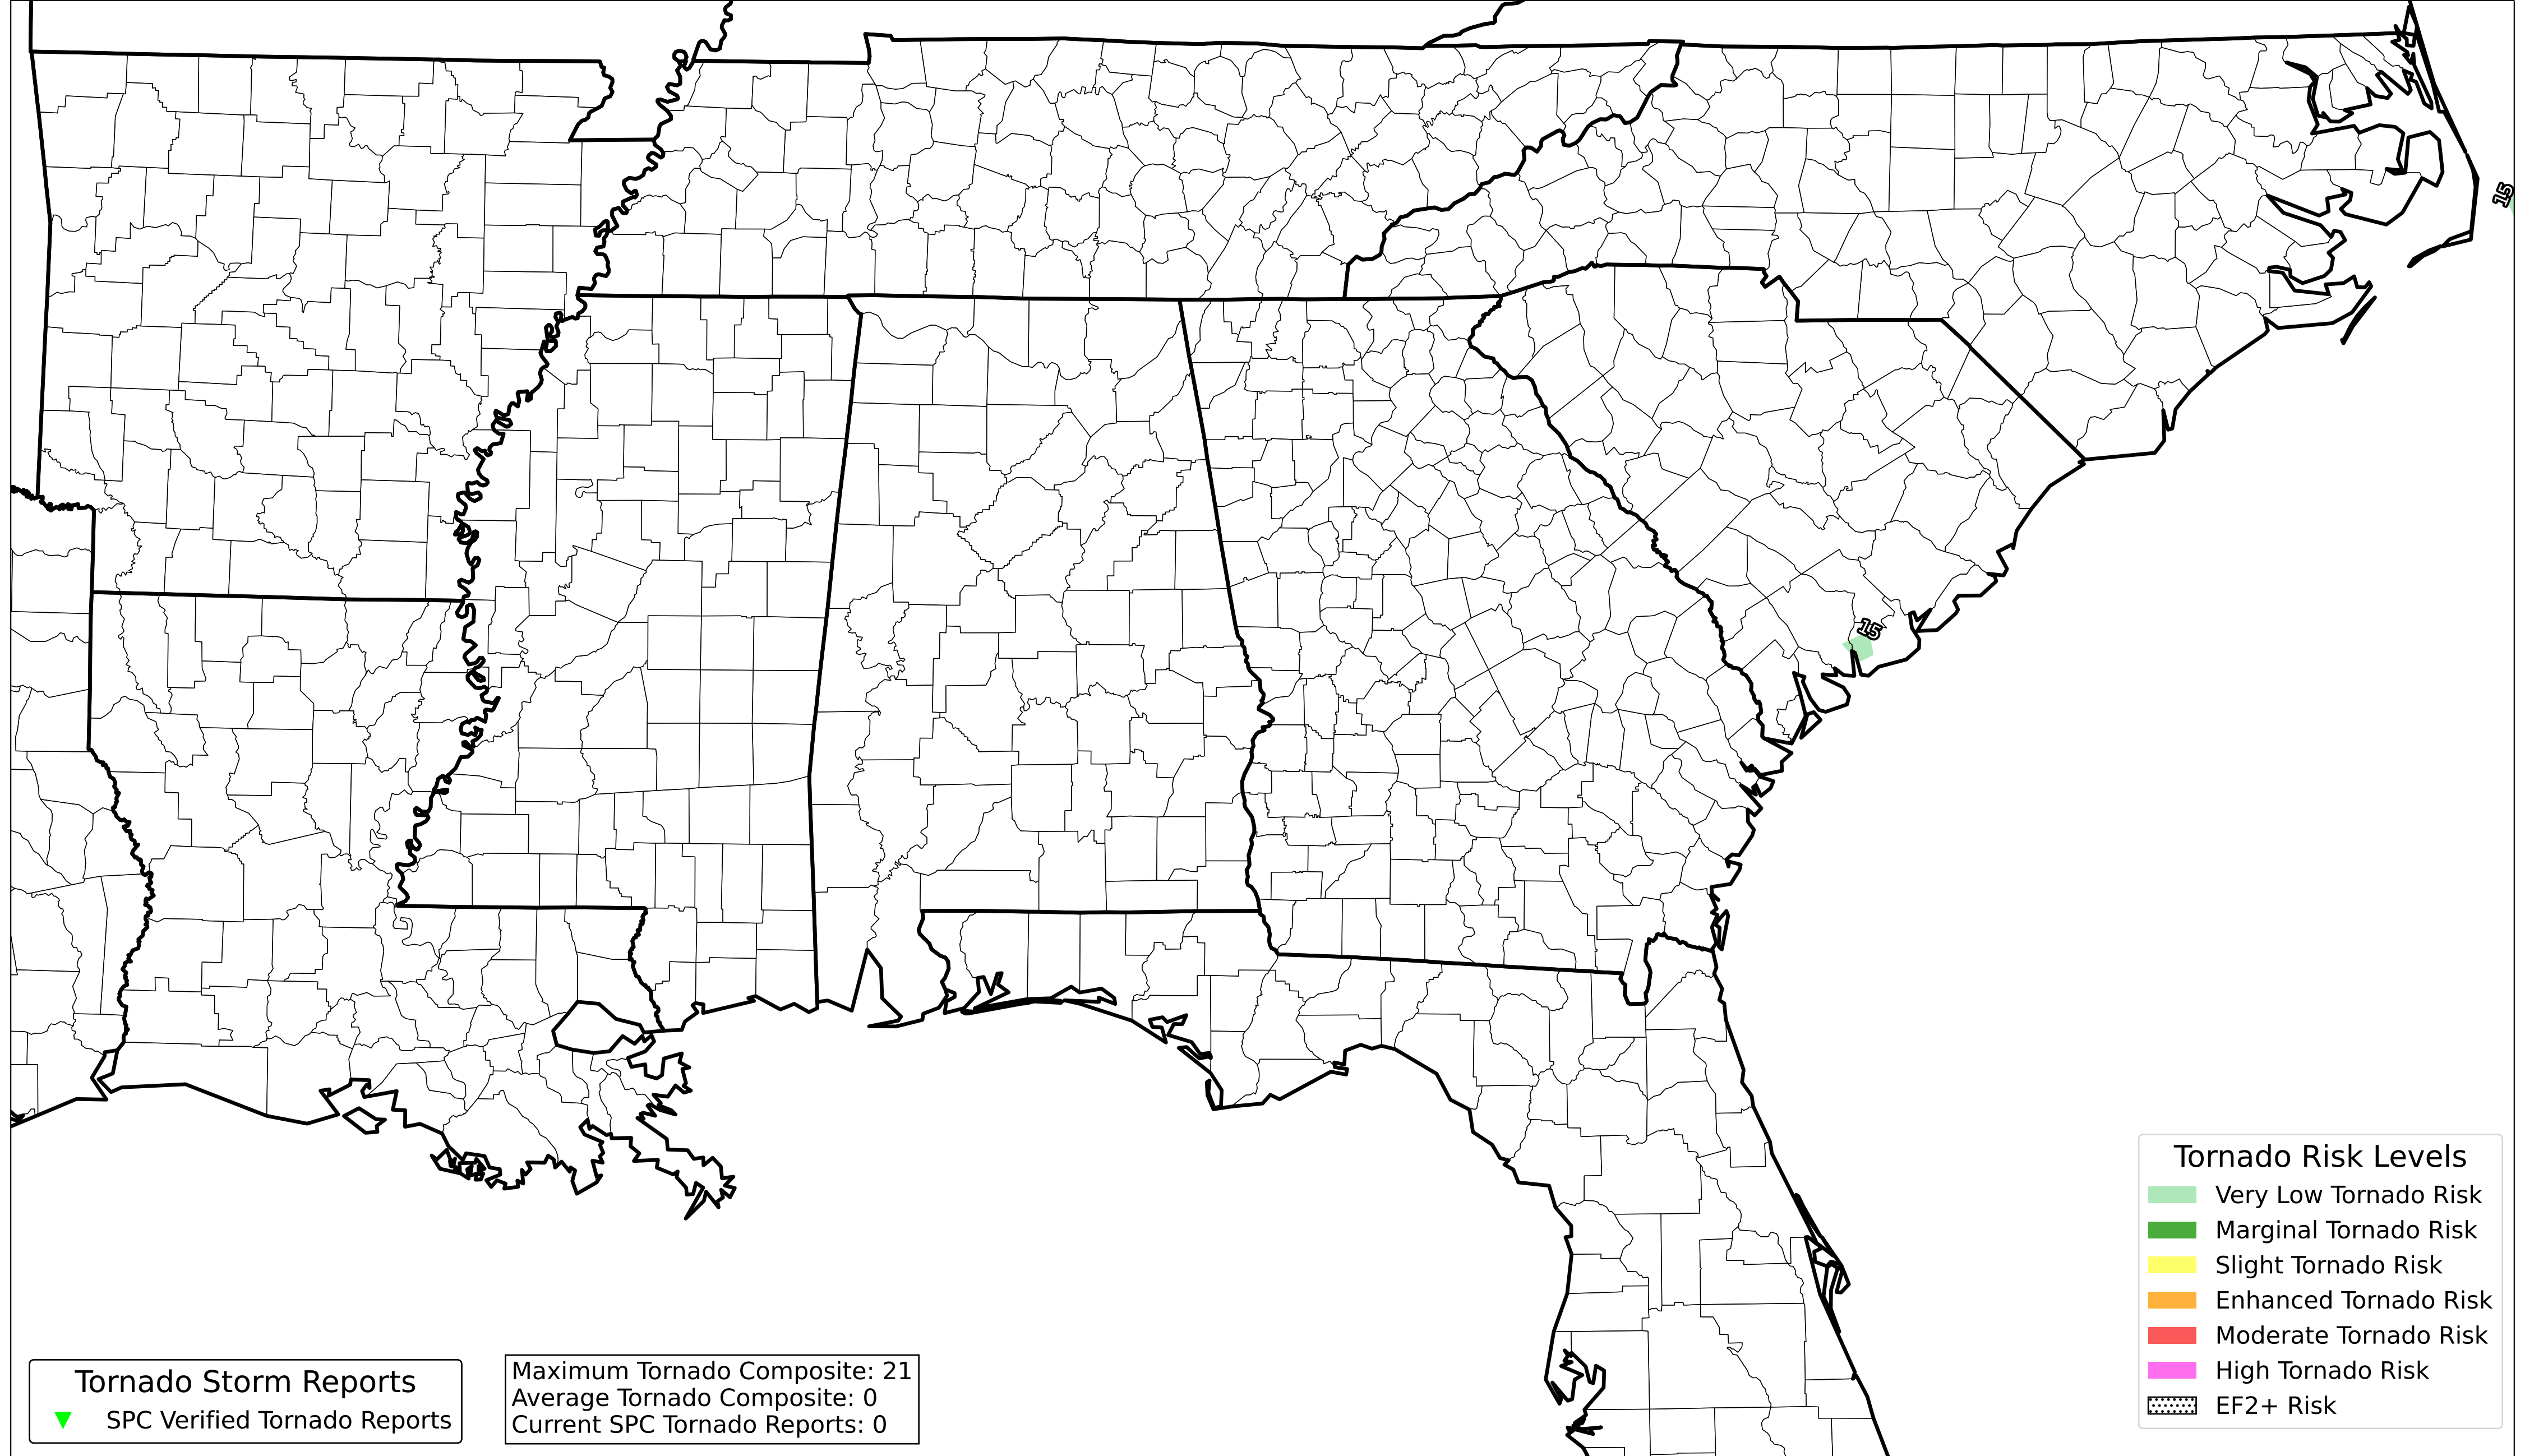 15
15
Tornado Risk Levels
Very Low Tornado Risk
Marginal Tornado Risk
Slight Tornado Risk
Enhanced Tornado Risk
Moderate Tornado Risk
High Tornado Risk
EF2+ Risk
Tornado Storm Reports
SPC Verified Tornado Reports
Maximum Tornado Composite: 21
Average Tornado Composite: 0
Current SPC Tornado Reports: 0